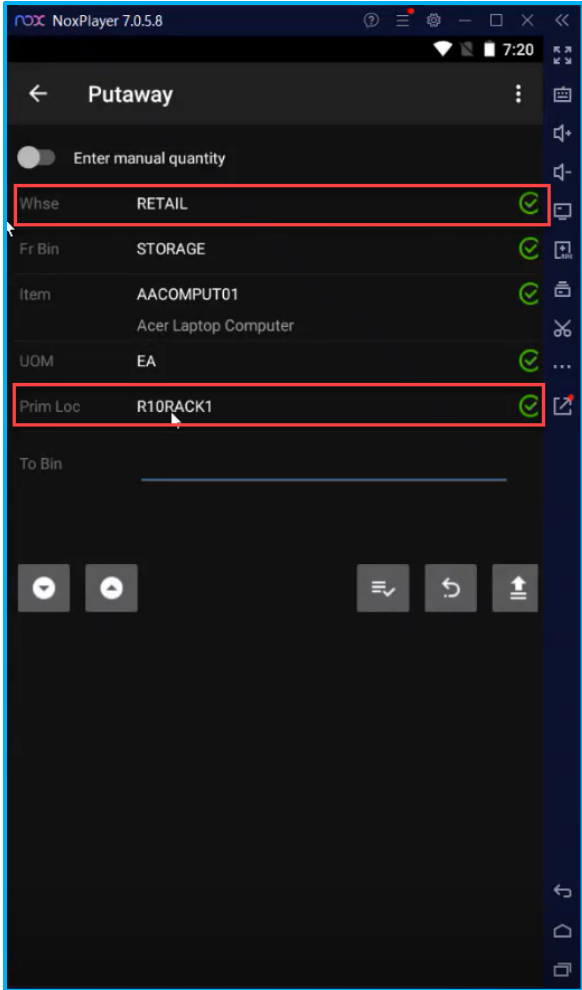 nox NoxPlayer 7.0.5.8
7:20
Putaway
Enter manual quantity
Whse RETAIL
Fr Bin STORAGE
Item AACOMPUT01
Acer Laptop Computer
UOM EA
Prim Loc R10RACK1
To Bin